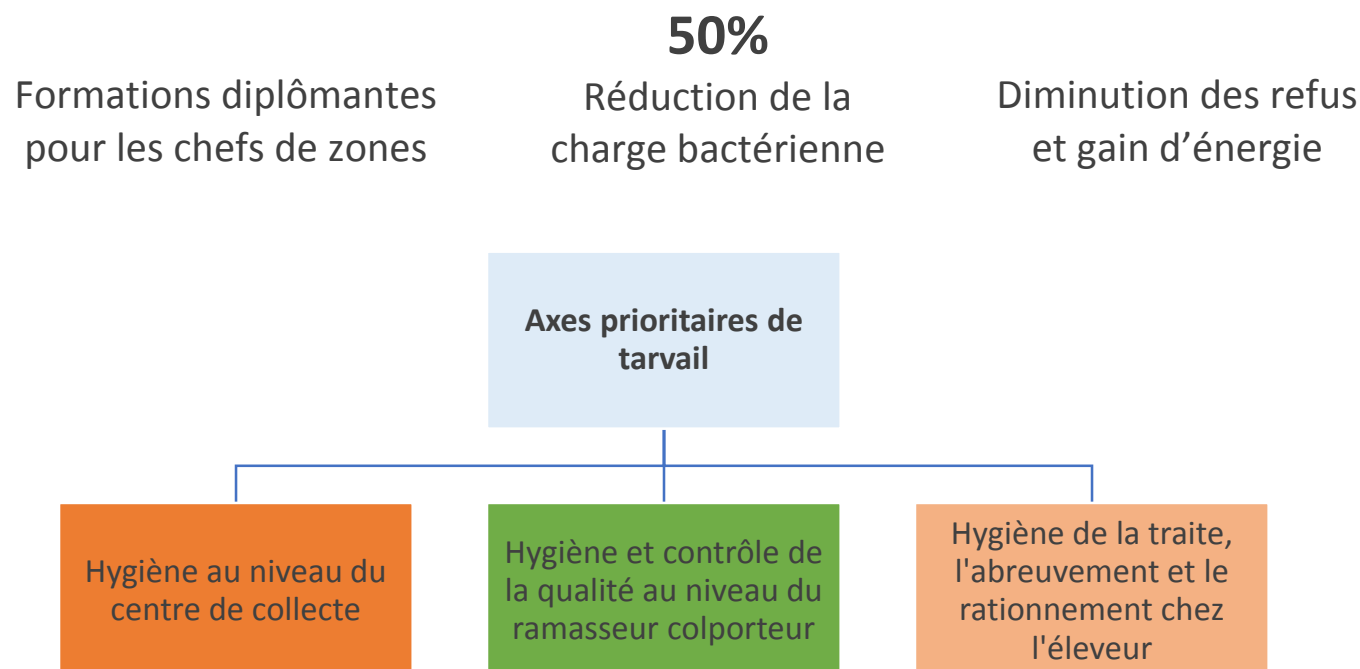 Formations diplômantes
pour les chefs de zones
50%
Réduction de la
charge bactérienne
Diminution des refus
et gain d’énergie
Axes prioritaires de
tarvail
Hygiène au niveau du
centre de collecte
Hygiène et contrôle de
la qualité au niveau du
ramasseur colporteur
Hygiène de la traite,
l'abreuvement et le
rationnement chez
l'éleveur